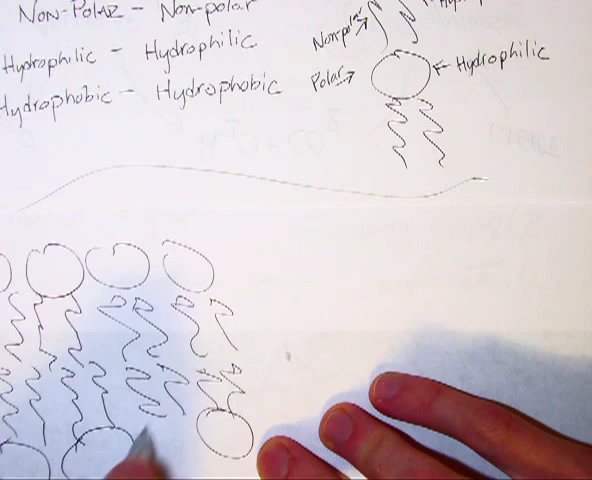 Non-Polar - Non-polar
Hydrophilic - Hydrophilic
Hydrophobic - Hydrophobic
Nonpolar
Polar
Hydrophilic